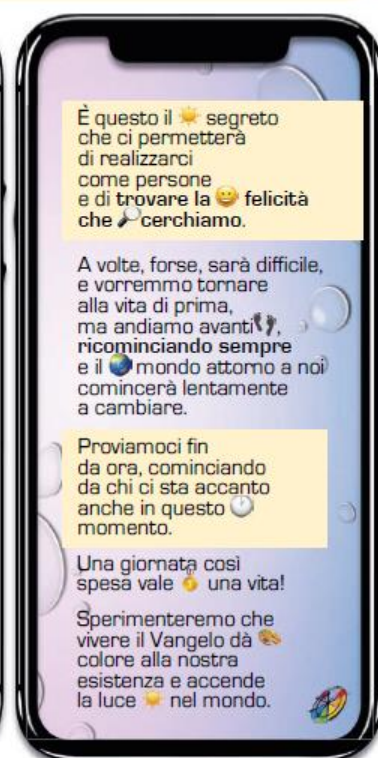 È questo il ☀️ segreto
che ci permetterà
di realizzarci
come persone
e di trovare la 😀 felicità
che 🔎 cerchiamo.
A volte, forse, sarà difficile,
e vorremmo tornare
alla vita di prima,
ma andiamo avanti👣,
ricominciando sempre
e il 🌍 mondo attorno a noi
comincerà lentamente
a cambiare.
Proviamoci fin
da ora, cominciando
da chi ci sta accanto
anche in questo 🕐
momento.
Una giornata così
spesa vale 🏅 una vita!
Sperimenteremo che
vivere il Vangelo dà 🎨
colore alla nostra
esistenza e accende
la luce ☀️ nel mondo.